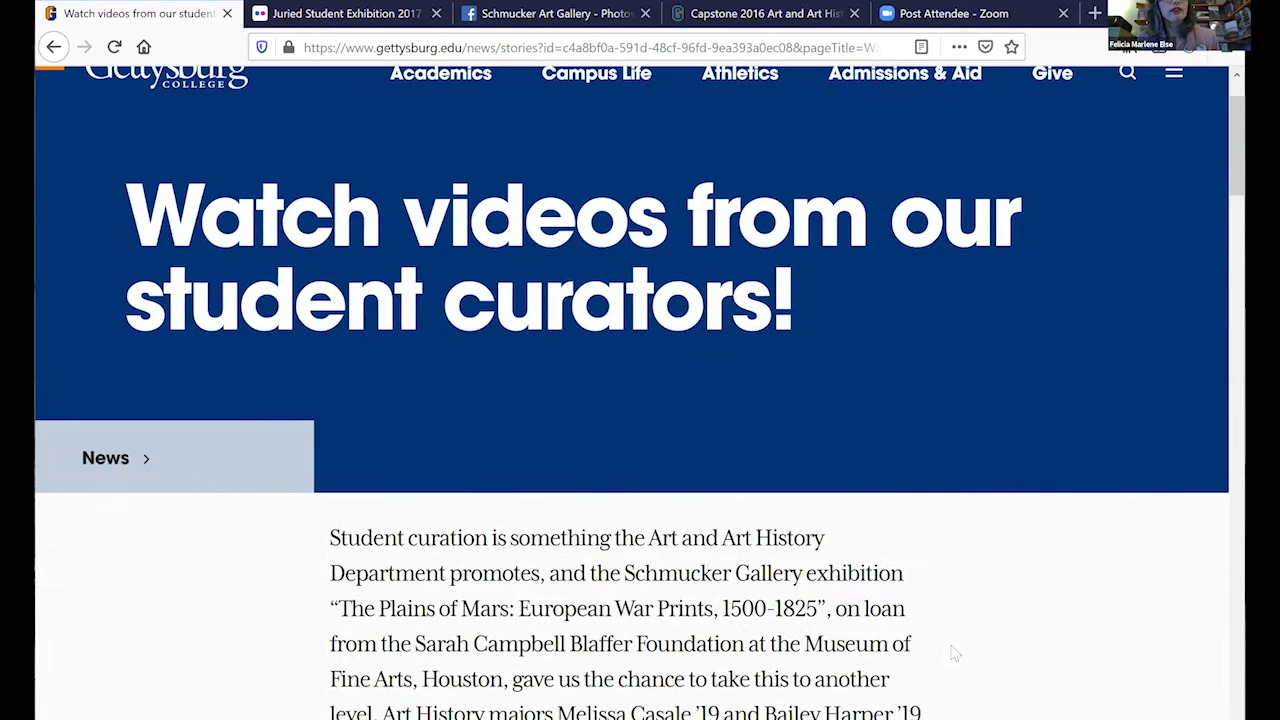 Watch videos from our student
Juried Student Exhibition 2017
Schmucker Art Gallery - Photos
Capstone 2016 Art and Art Hist
Post Attendee - Zoom
Felicia Marlene Else
Gettysburg
COLLEGE
Academics
Campus Life
Athletics
Admissions & Aid
Give
Watch videos from our
student curators!
News
Student curation is something the Art and Art History
Department promotes, and the Schmucker Gallery exhibition
“The Plains of Mars: European War Prints, 1500-1825”, on loan
from the Sarah Campbell Blaffer Foundation at the Museum of
Fine Arts, Houston, gave us the chance to take this to another
level. Art History majors Melissa Casale ’19 and Bailey Harper ’19